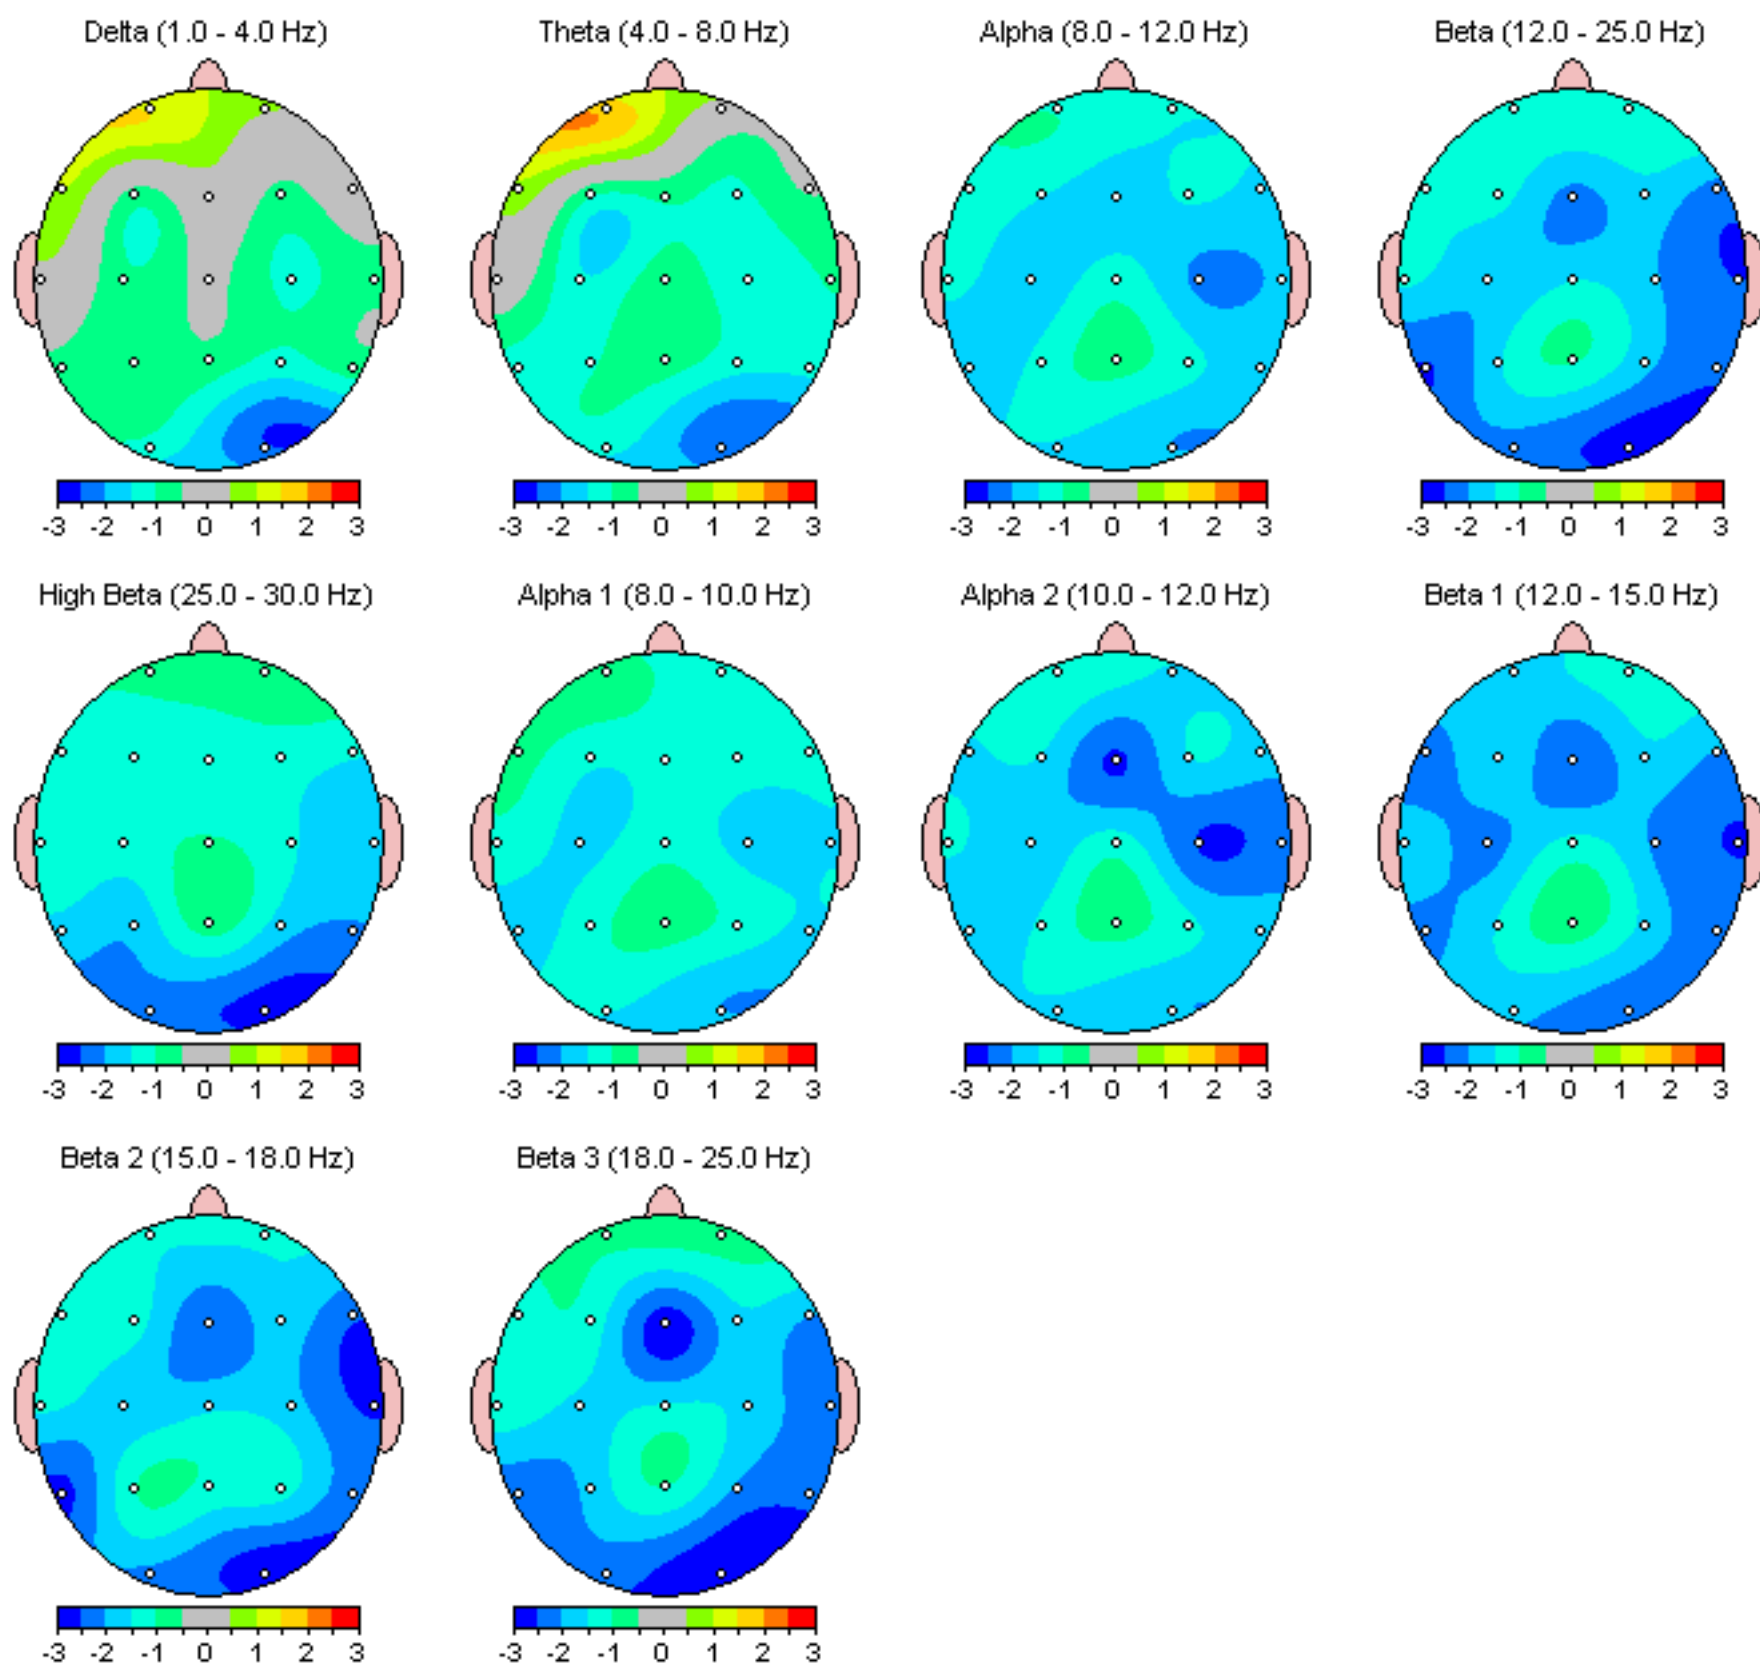 Delta (1.0 - 4.0 Hz) Theta (4.0 - 8.0 Hz) Alpha (8.0 - 12.0 Hz) Beta (12.0 - 25.0 Hz)
-3 -2 -1 0 1 2 3 -3 -2 -1 0 1 2 3 -3 -2 -1 0 1 2 3 -3 -2 -1 0 1 2 3
High Beta (25.0 - 30.0 Hz) Alpha 1 (8.0 - 10.0 Hz) Alpha 2 (10.0 - 12.0 Hz) Beta 1 (12.0 - 15.0 Hz)
-3 -2 -1 0 1 2 3 -3 -2 -1 0 1 2 3 -3 -2 -1 0 1 2 3 -3 -2 -1 0 1 2 3
Beta 2 (15.0 - 18.0 Hz) Beta 3 (18.0 - 25.0 Hz)
-3 -2 -1 0 1 2 3 -3 -2 -1 0 1 2 3